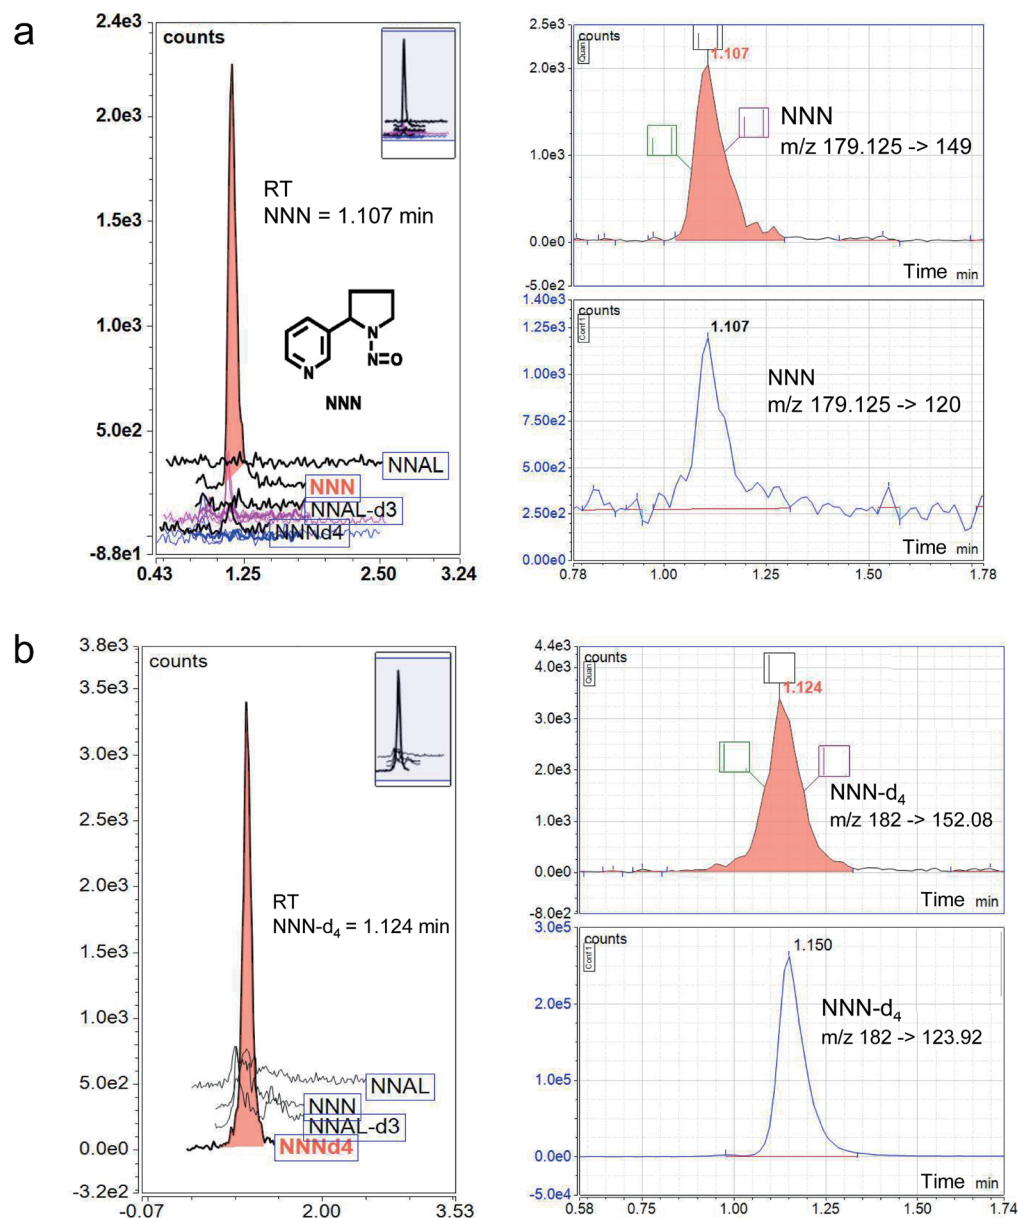 a
2.4e3
counts
2.0e3
1.5e3
1.0e3
5.0e2
-8.8e1
RT
NNN = 1.107 min
N
N
N=O
NNN
NNAL
NNN
NNAL-d3
NNNd4
0.43
1.25
2.50
3.24
2.5e3
counts
Quan
2.0e3
1.0e3
0.0e0
-5.0e2
1.107
NNN
m/z 179.125 -> 149
Time min
1.40e3
counts
Conf 1
1.25e3
1.00e3
7.50e2
5.00e2
2.50e2
0.00e0
1.107
NNN
m/z 179.125 -> 120
Time min
0.78
1.00
1.25
1.50
1.78
b
3.8e3
counts
3.5e3
3.0e3
2.5e3
2.0e3
1.5e3
1.0e3
5.0e2
0.0e0
-3.2e2
RT
NNN-d4 = 1.124 min
NNAL
NNN
NNAL-d3
NNNd4
-0.07
2.00
3.53
4.4e3
counts
Quan
4.0e3
3.0e3
2.0e3
1.0e3
0.0e0
-8.0e2
1.124
NNN-d4
m/z 182 -> 152.08
Time min
3.0e5
counts
Conf 1
2.0e5
1.0e5
0.0e0
-5.0e4
1.150
NNN-d4
m/z 182 -> 123.92
Time min
0.58
0.75
1.00
1.25
1.50
1.74